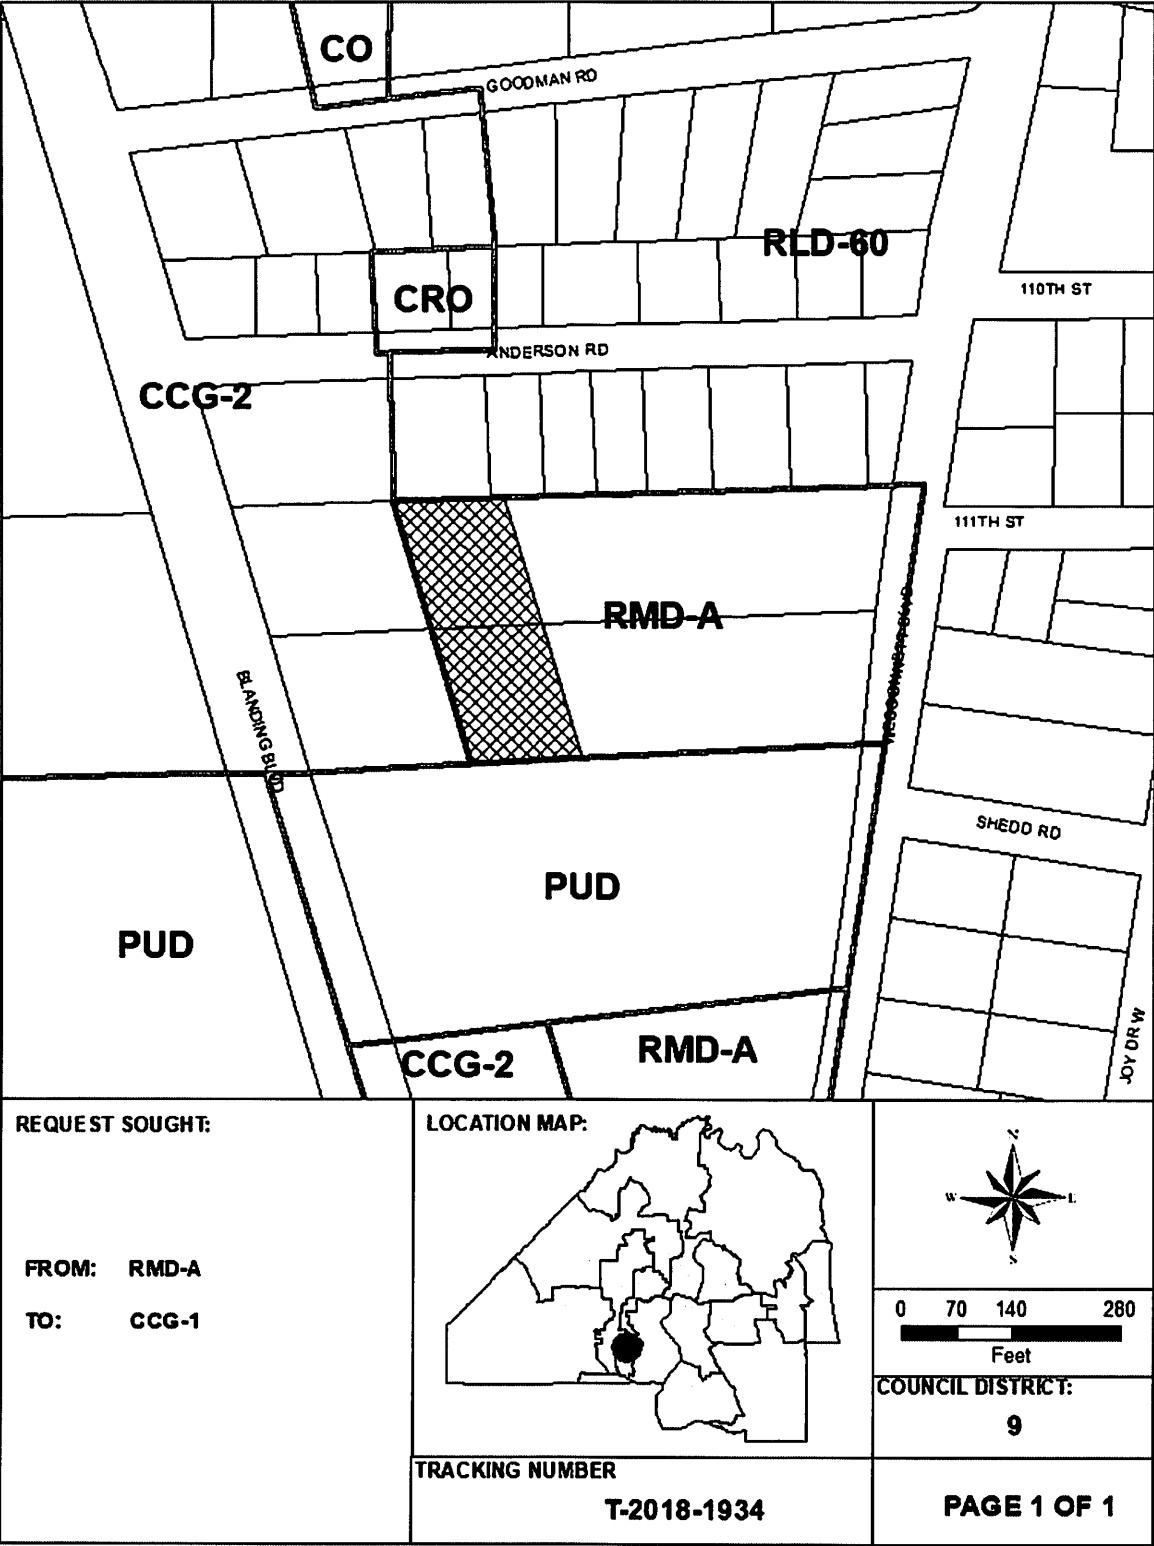 CO
GOODMAN RD
RLD-60
110TH ST
CRO
ANDERSON RD
CCG-2
111TH ST
RMD-A
BLANDING BLVD
SHEDD RD
PUD
PUD
JOY DR W
CCG-2
RMD-A
REQUEST SOUGHT:
FROM: RMD-A
TO: CCG-1
LOCATION MAP:
N
W
E
S
0 70 140 280
Feet
COUNCIL DISTRICT:
9
TRACKING NUMBER
T-2018-1934
PAGE 1 OF 1